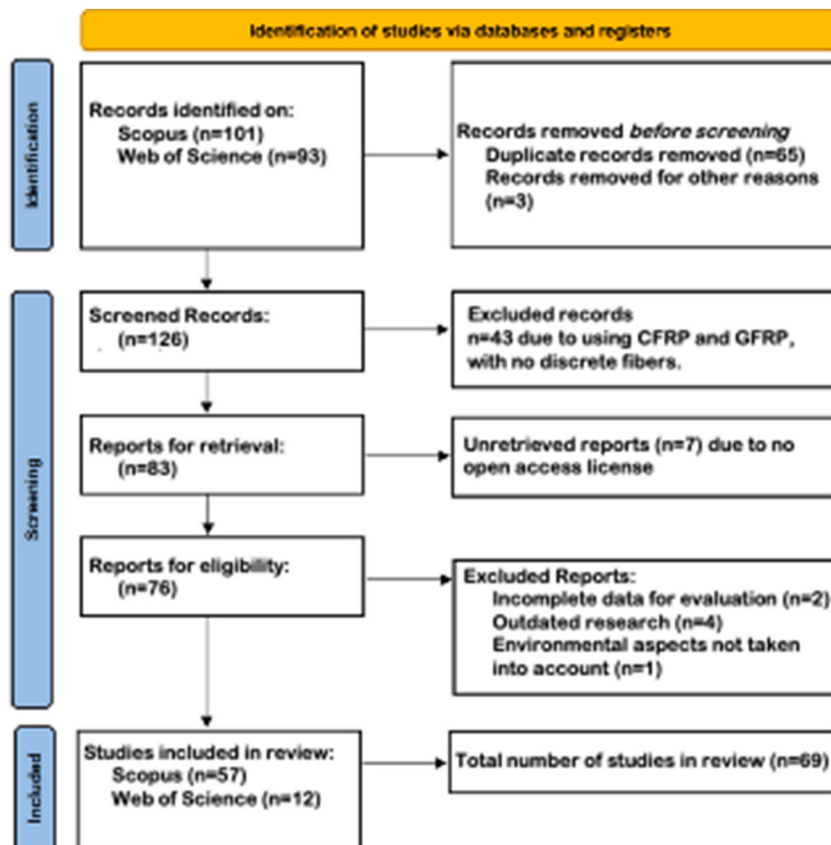 Identification of studies via databases and registers
Identification
Records identified on:
Scopus (n=101)
Web of Science (n=93)
Records removed before screening
Duplicate records removed (n=65)
Records removed for other reasons
(n=3)
Screening
Screened Records:
(n=126)
Excluded records
n=43 due to using CFRP and GFRP,
with no discrete fibers.
Reports for retrieval:
(n=83)
Unretrieved reports (n=7) due to no
open access license
Reports for eligibility:
(n=76)
Excluded Reports:
Incomplete data for evaluation (n=2)
Outdated research (n=4)
Environmental aspects not taken
into account (n=1)
Included
Studies included in review:
Scopus (n=57)
Web of Science (n=12)
Total number of studies in review (n=69)